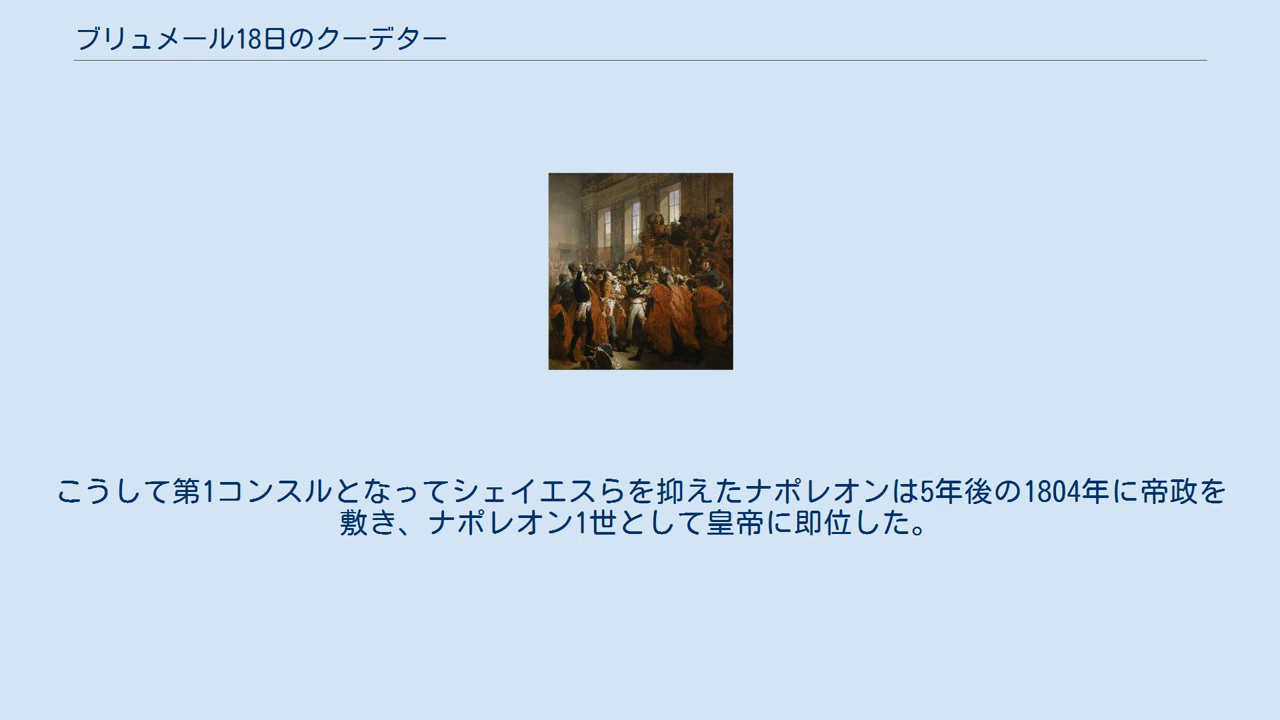 ブリュメール18日のクーデター
こうして第1コンスルとなってシェイエスらを抑えたナポレオンは5年後の1804年に帝政を
敷き、ナポレオン1世として皇帝に即位した。